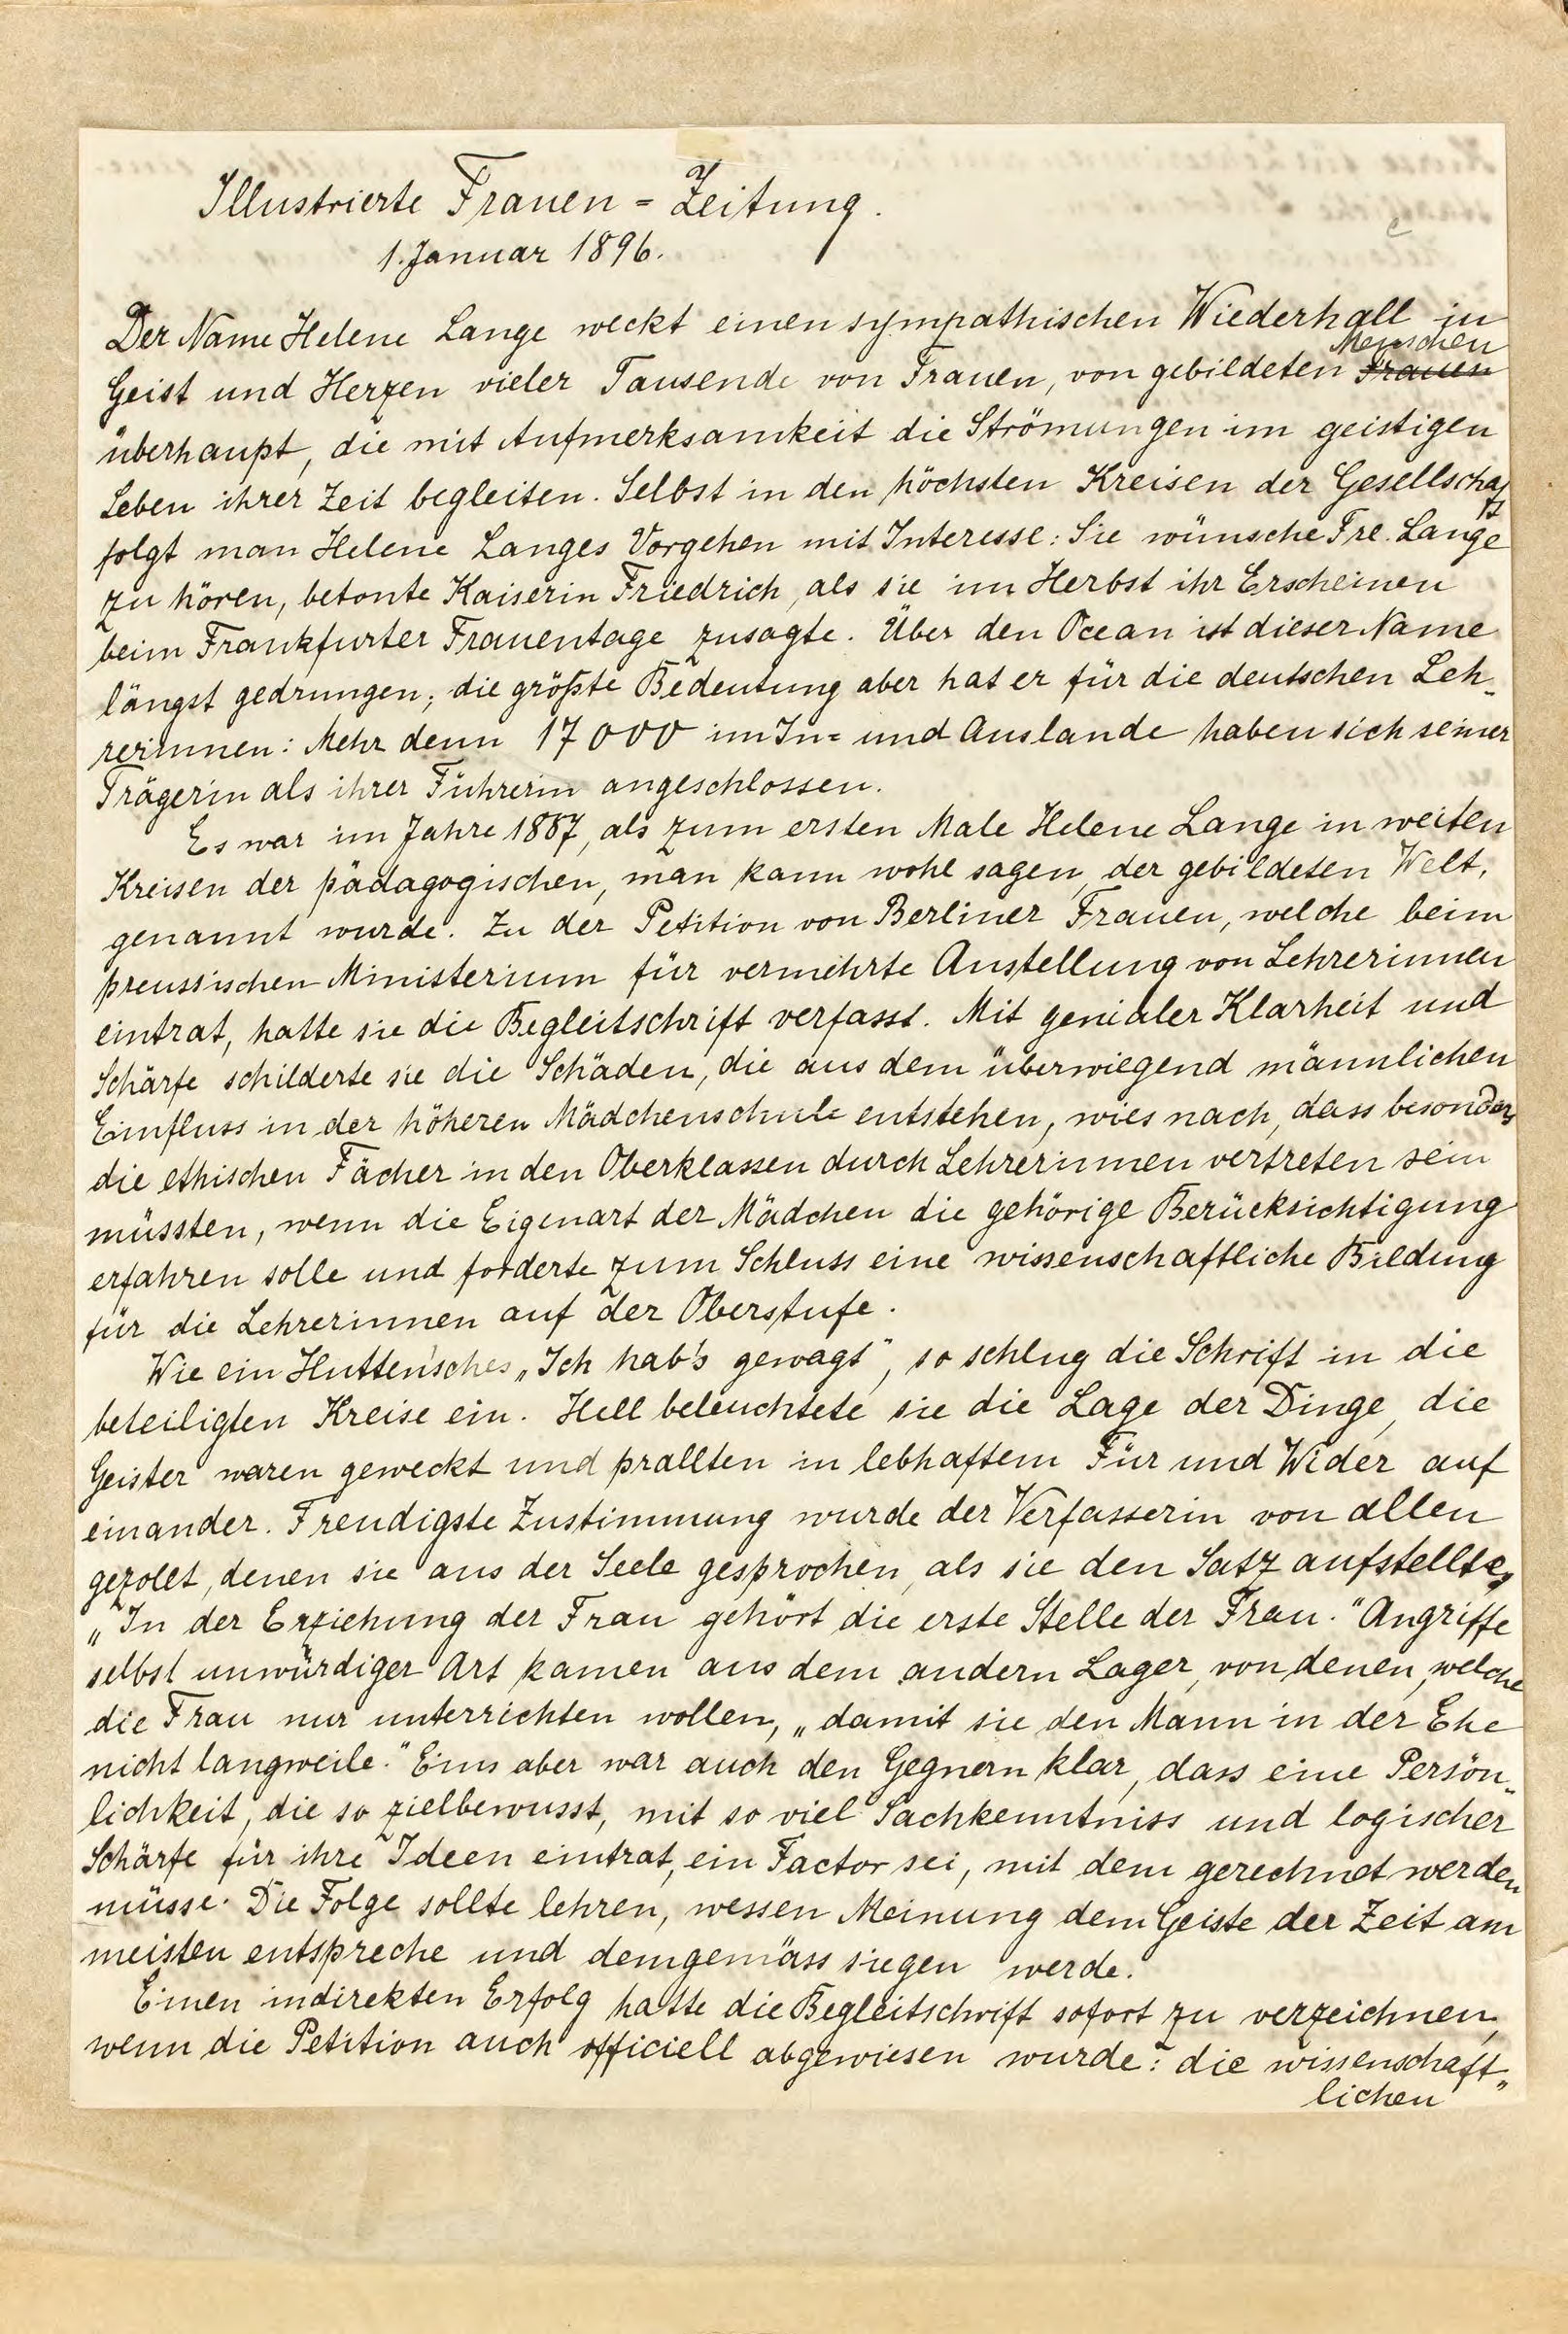 Illustrierte Frauen = Zeitung.
1. Januar 1896.
Der Name Helene Lange weckt einen sympathischen Wiederhall in
Geist und Herzen vieler Tausende von Frauen, von gebildeten Frauen Menschen
überhaupt, die mit Aufmerksamkeit die Strömungen im geistigen
Leben ihrer Zeit begleiten. Selbst in den höchsten Kreisen der Gesellschaft
folgt man Helene Langes Vorgehen mit Interesse: Sie wünsche Frl. Lange
zu hören, betonte Kaiserin Friedrich, als sie im Herbst ihr Erscheinen
beim Frankfurter Frauentage zusagte. Über den Ocean ist dieser Name
längst gedrungen; die größte Bedeutung aber hat er für die deutschen Leh-
rerinnen: Mehr denn 17000 im In= und Auslande haben sich seiner
Trägerin als ihrer Führerin angeschlossen.
Es war im Jahre 1887, als zum ersten Male Helene Lange in weiten
Kreisen der pädagogischen, man kann wohl sagen, der gebildeten Welt,
genannt wurde. Zu der Petition von Berliner Frauen, welche beim
preussischen Ministerium für vermehrte Anstellung von Lehrerinnen
eintrat, hatte sie die Begleitschrift verfasst. Mit genialer Klarheit und
Schärfe schilderte sie die Schäden, die aus dem überwiegend männlichen
Einfluss in der höheren Mädchenschule entstehen, wies nach, dass besonders
die ethischen Fächer in den Oberklassen durch Lehrerinnen vertreten sein
müssten, wenn die Eigenart der Mädchen die gehörige Berücksichtigung
erfahren solle und forderte zum Schluss eine wissenschaftliche Bildung
für die Lehrerinnen auf der Oberstufe.
Wie ein Hutten'sches „Ich hab's gewagt", so schlug die Schrift in die
beteiligten Kreise ein. Hell beleuchtete sie die Lage der Dinge, die
Geister waren geweckt und prallten in lebhaftem Für und Wider auf
einander. Freudigste Zustimmung wurde der Verfasserin von allen
gezollt, denen sie aus der Seele gesprochen, als sie den Satz aufstellte,
„In der Erziehung der Frau gehört die erste Stelle der Frau." Angriffe
selbst unwürdiger Art kamen aus dem andern Lager, von denen, welche
die Frau nur unterrichten wollen, „damit sie den Mann in der Ehe
nicht langweile." Eins aber war auch den Gegnern klar, dass eine Persön-
lichkeit, die so zielbewusst, mit so viel Sachkenntniss und logischer
Schärfe für ihre Ideen eintrat, ein Factor sei, mit dem gerechnet werden
müsse. Die Folge sollte lehren, wessen Meinung dem Geiste der Zeit am
meisten entspreche und demgemäss siegen werde.
Einen indirekten Erfolg hatte die Begleitschrift sofort zu verzeichnen,
wenn die Petition auch officiell abgewiesen wurde: die wissenschaft-
lichen